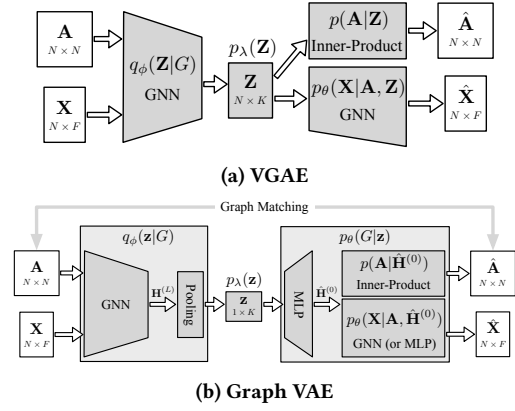 A
N × N
X
N × F
q_ϕ(Z|G)
GNN
p_λ(Z)
Z
N × K
p(A|Z)
Inner-Product
p_θ(X|A, Z)
GNN
Â
N × N
X̂
N × F
(a) VGAE
Graph Matching
A
N × N
X
N × F
q_ϕ(z|G)
GNN
H^(L)
Pooling
p_λ(z)
z
1 × K
p_θ(G|z)
MLP
Ĥ^(0)
p(A|Ĥ^(0))
Inner-Product
p_θ(X|A, Ĥ^(0))
GNN (or MLP)
Â
N × N
X̂
N × F
(b) Graph VAE